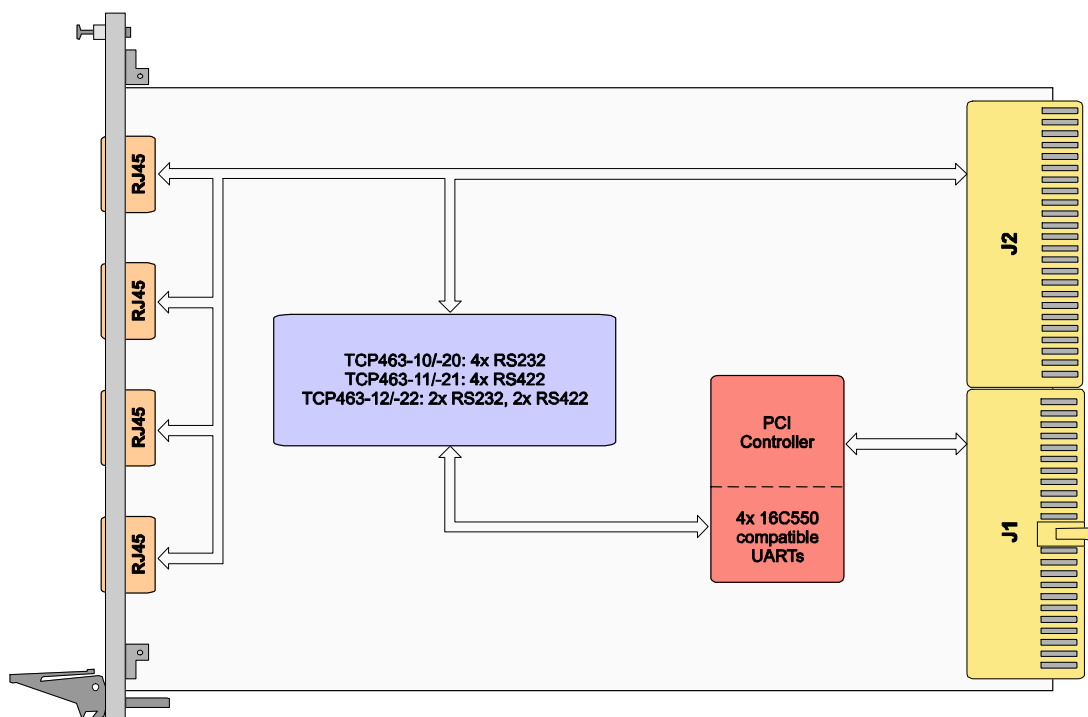 RJ45
RJ45
RJ45
RJ45
TCP463-10/-20: 4x RS232
TCP463-11/-21: 4x RS422
TCP463-12/-22: 2x RS232, 2x RS422
PCI
Controller
4x 16C550
compatible
UARTs
J2
J1